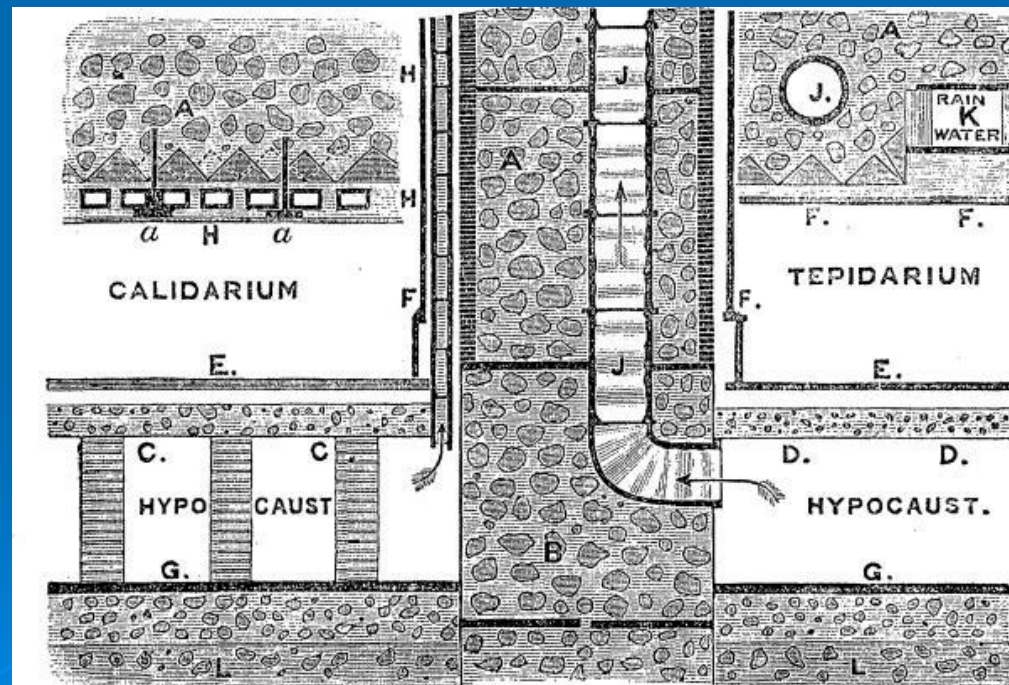 A
H
J
A
J.
RAIN
K
WATER
H
A
a H a
F. F.
CALIDARIUM
TEPIDARIUM
F
F.
E.
J
E.
C. C.
D. D.
HYPO CAUST
HYPOCAUST.
B
G.
G.
L
L